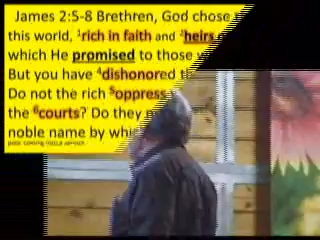 James 2:5-8 Brethren, God chose
this world, ¹rich in faith and ²heirs
which He promised to those
But you have ⁴dishonored
Do not the rich ⁵oppress
the ⁶courts? Do they
noble name by